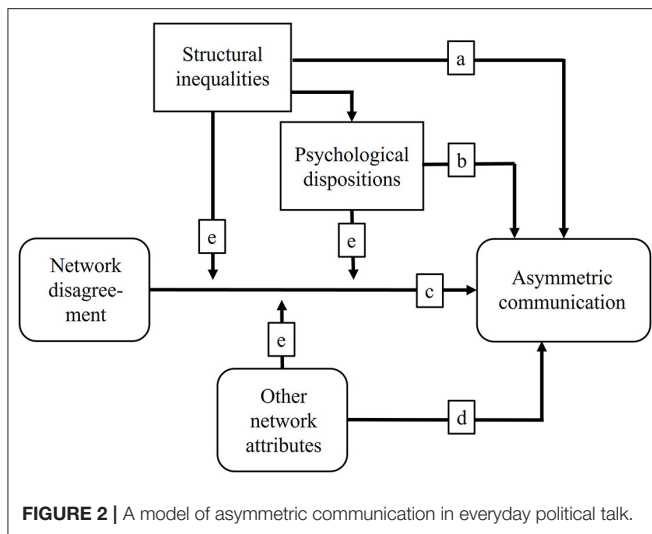 Structural
inequalities
a
Psychological
dispositions
b
e
e
Network
disagree-
ment
c
Asymmetric
communication
e
Other
network
attributes
d
FIGURE 2 | A model of asymmetric communication in everyday political talk.